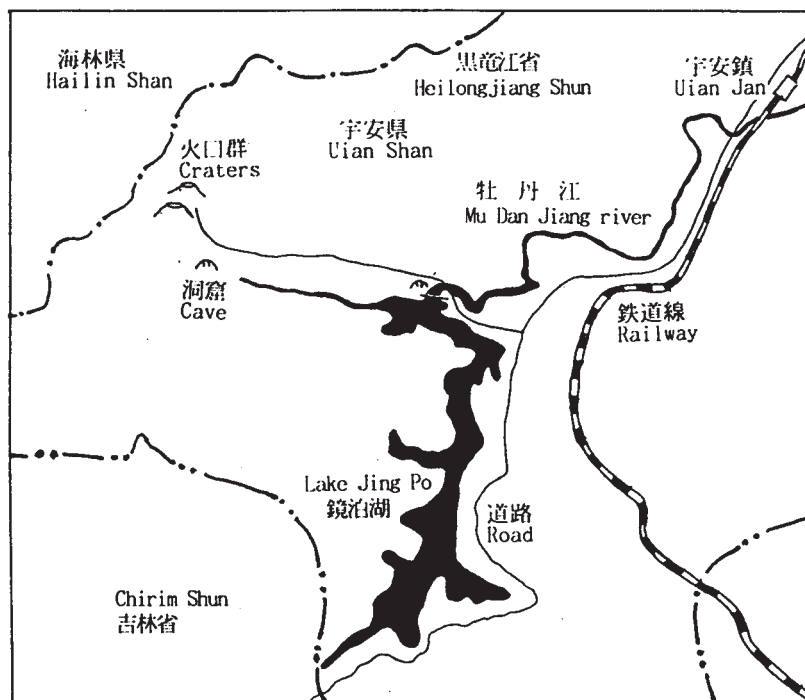 海林県
Hailin Shan
黒竜江省
Heilongjiang Shun
宇安鎮
Uian Jan
火口群
Craters
宇安県
Uian Shan
牡丹江
Mu Dan Jiang river
洞窟
Cave
鉄道線
Railway
Lake Jing Po
鏡泊湖
道路
Road
Chirim Shun
吉林省